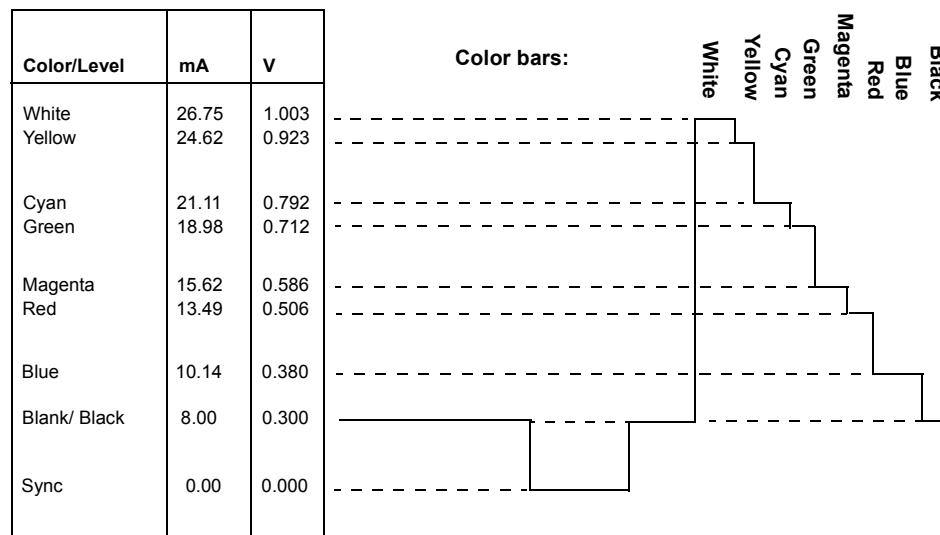 Color/Level mA V
White 26.75 1.003
Yellow 24.62 0.923
Cyan 21.11 0.792
Green 18.98 0.712
Magenta 15.62 0.586
Red 13.49 0.506
Blue 10.14 0.380
Blank/ Black 8.00 0.300
Sync 0.00 0.000
Color bars:
White
Yellow
Cyan
Green
Magenta
Red
Blue
Black